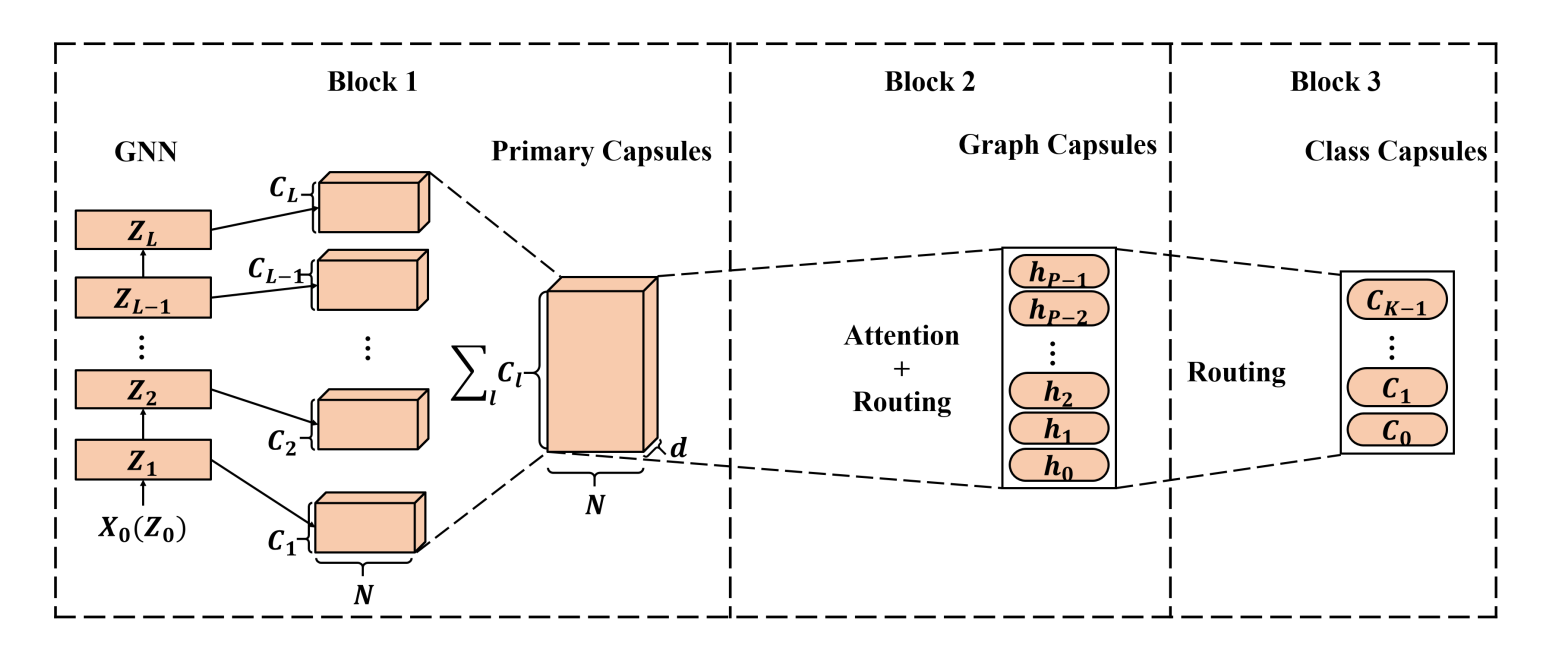 Block 1
Block 2
Block 3
GNN
Primary Capsules
Graph Capsules
Class Capsules
Z_L
Z_{L−1}
⋮
Z_2
Z_1
X_0(Z_0)
C_L
C_{L−1}
⋮
C_2
C_1
N
∑_l C_l
d
N
Attention
+
Routing
h_{P−1}
h_{P−2}
⋮
h_2
h_1
h_0
Routing
C_{K−1}
⋮
C_1
C_0